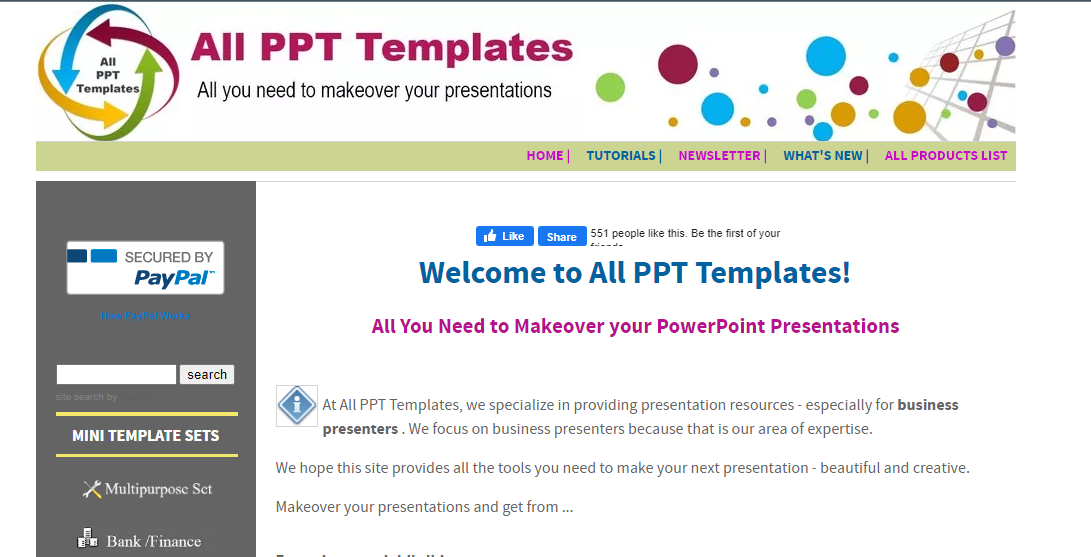 All
PPT
Templates
All PPT Templates
All you need to makeover your presentations
HOME |
TUTORIALS |
NEWSLETTER |
WHAT'S NEW |
ALL PRODUCTS LIST
SECURED BY
PayPal™
How PayPal Works
search
site search by
MINI TEMPLATE SETS
Multipurpose Set
Bank /Finance
Like
Share
551 people like this. Be the first of your
Welcome to All PPT Templates!
All You Need to Makeover your PowerPoint Presentations
At All PPT Templates, we specialize in providing presentation resources - especially for business
presenters . We focus on business presenters because that is our area of expertise.
We hope this site provides all the tools you need to make your next presentation - beautiful and creative.
Makeover your presentations and get from ...